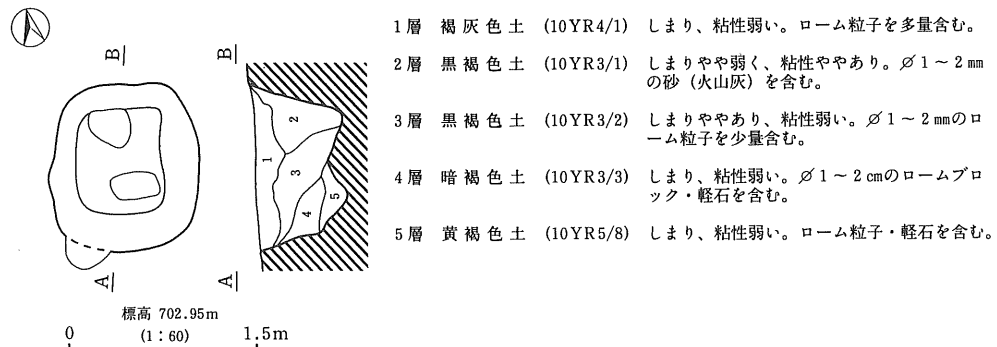 1層 褐灰色土 (10YR4/1) しまり、粘性弱い。ローム粒子を多量含む。
2層 黒褐色土 (10YR3/1) しまりやや弱く、粘性ややあり。∅1~2㎜
の砂(火山灰)を含む。
3層 黒褐色土 (10YR3/2) しまりややあり、粘性弱い。∅1~2㎜のロ
ーム粒子を少量含む。
4層 暗褐色土 (10YR3/3) しまり、粘性弱い。∅1~2㎝のロームブロ
ック・軽石を含む。
5層 黄褐色土 (10YR5/8) しまり、粘性弱い。ローム粒子・軽石を含む。
B
B
2
1
3
5
4
A
A
標高 702.95m
0 (1:60) 1.5m